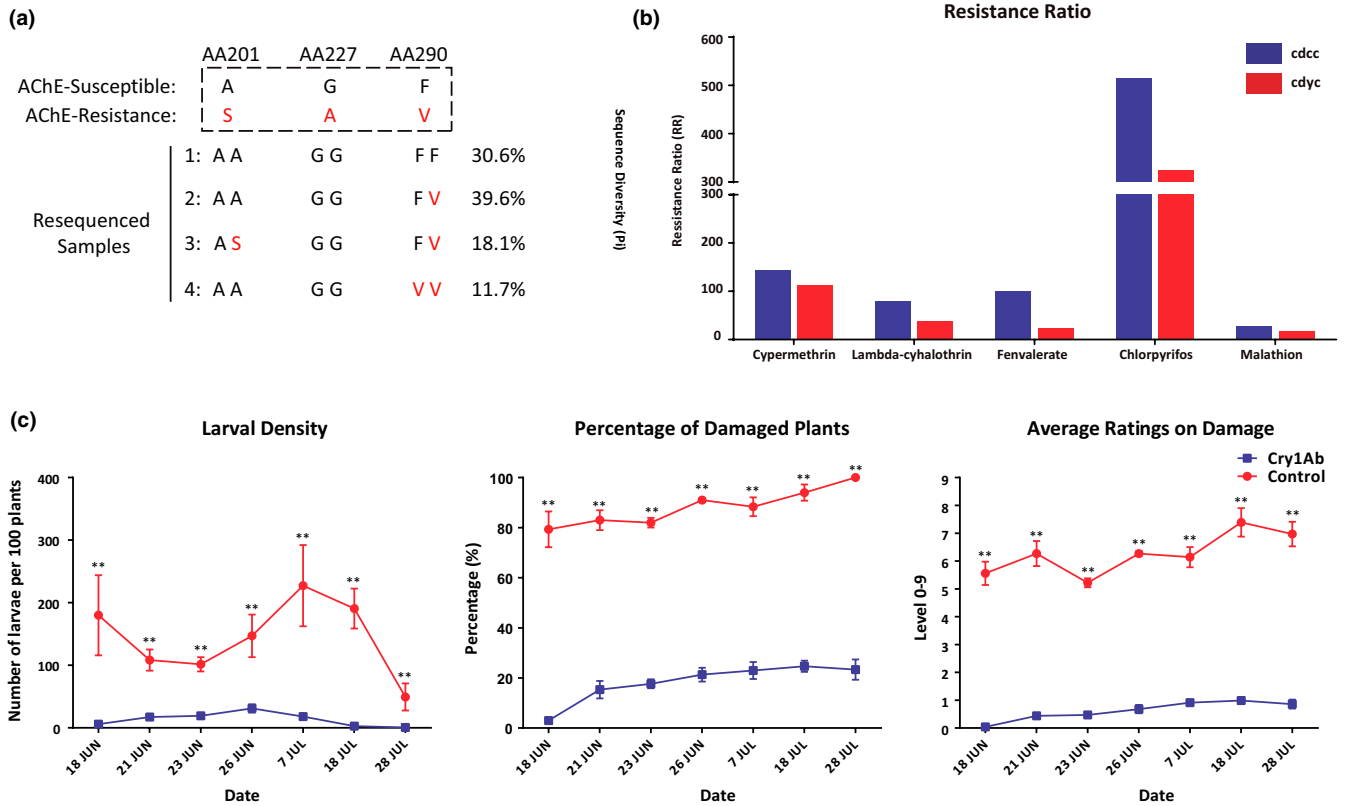 (a)
AA201 AA227 AA290
AChE-Susceptible: A G F
AChE-Resistance: S A V
Resequenced Samples
1: A A G G F F 30.6%
2: A A G G F V 39.6%
3: A S G G F V 18.1%
4: A A G G V V 11.7%
(b)
Resistance Ratio
Sequence Diversity (Pi)
Ressistance Ratio (RR)
600
500
400
300
300
200
100
0
cdcc
cdyc
Cypermethrin Lambda-cyhalothrin Fenvalerate Chlorpyrifos Malathion
(c)
Larval Density
Number of larvae per 100 plants
400
300
200
100
0
** ** ** ** ** ** **
18 JUN 21 JUN 23 JUN 26 JUN 7 JUL 18 JUL 28 JUL
Date
Percentage of Damaged Plants
Percentage (%)
100
80
60
40
20
0
** ** ** ** ** ** **
18 JUN 21 JUN 23 JUN 26 JUN 7 JUL 18 JUL 28 JUL
Date
Average Ratings on Damage
Cry1Ab
Control
Level 0-9
9
8
7
6
5
4
3
2
1
0
** ** ** ** ** ** **
18 JUN 21 JUN 23 JUN 26 JUN 7 JUL 18 JUL 28 JUL
Date